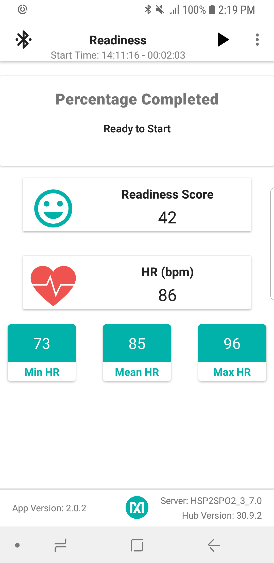 100% 2:19 PM
Readiness
Start Time: 14:11:16 - 00:02:03
Percentage Completed
Ready to Start
Readiness Score
42
HR (bpm)
86
73 85 96
Min HR Mean HR Max HR
App Version: 2.0.2
Server: HSP2SPO2_3_7.0
Hub Version: 30.9.2